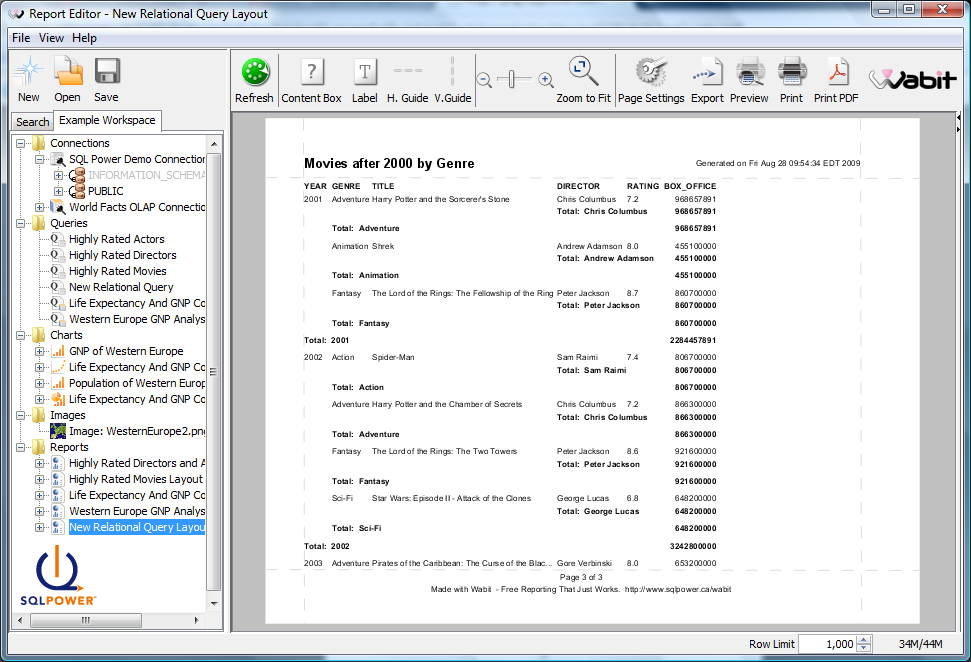 Report Editor - New Relational Query Layout
File View Help
New Open Save
Refresh Content Box Label H. Guide V.Guide Zoom to Fit Page Settings Export Preview Print Print PDF
Wabit
Search Example Workspace
Connections
SQL Power Demo Connection
INFORMATION_SCHEMA
PUBLIC
World Facts OLAP Connectio
Queries
Highly Rated Actors
Highly Rated Directors
Highly Rated Movies
New Relational Query
Life Expectancy And GNP Co
Western Europe GNP Analys
Charts
GNP of Western Europe
Life Expectancy And GNP Co
Population of Western Europ
Life Expectancy And GNP Co
Images
Image: WesternEurope2.png
Reports
Highly Rated Directors and A
Highly Rated Movies Layout
Life Expectancy And GNP Co
Western Europe GNP Analys
New Relational Query Layou
SQLPOWER
Movies after 2000 by Genre
Generated on Fri Aug 28 09:54:34 EDT 2009
YEAR GENRE TITLE DIRECTOR RATING BOX_OFFICE
2001 Adventure Harry Potter and the Sorcerer's Stone Chris Columbus 7.2 968657891
Total: Chris Columbus 968657891
Total: Adventure 968657891
Animation Shrek Andrew Adamson 8.0 455100000
Total: Andrew Adamson 455100000
Total: Animation 455100000
Fantasy The Lord of the Rings: The Fellowship of the Ring Peter Jackson 8.7 860700000
Total: Peter Jackson 860700000
Total: Fantasy 860700000
Total: 2001 2284457891
2002 Action Spider-Man Sam Raimi 7.4 806700000
Total: Sam Raimi 806700000
Total: Action 806700000
Adventure Harry Potter and the Chamber of Secrets Chris Columbus 7.2 866300000
Total: Chris Columbus 866300000
Total: Adventure 866300000
Fantasy The Lord of the Rings: The Two Towers Peter Jackson 8.6 921600000
Total: Peter Jackson 921600000
Total: Fantasy 921600000
Sci-Fi Star Wars: Episode II - Attack of the Clones George Lucas 6.8 648200000
Total: George Lucas 648200000
Total: Sci-Fi 648200000
Total: 2002 3242800000
2003 Adventure Pirates of the Caribbean: The Curse of the Blac... Gore Verbinski 8.0 653200000
Page 3 of 3
Made with Wabit - Free Reporting That Just Works. http://www.sqlpower.ca/wabit
Row Limit 1,000 34M/44M